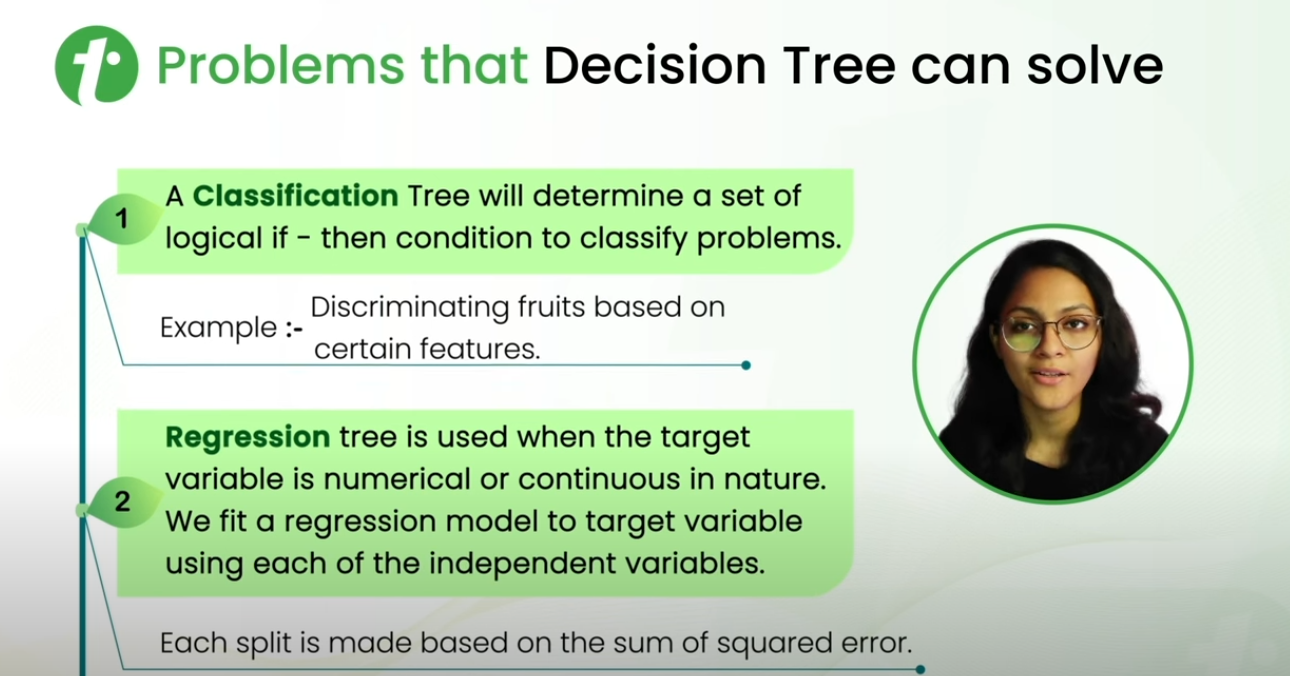 Problems that Decision Tree can solve
1
A Classification Tree will determine a set of
logical if - then condition to classify problems.
Example :- Discriminating fruits based on
certain features.
2
Regression tree is used when the target
variable is numerical or continuous in nature.
We fit a regression model to target variable
using each of the independent variables.
Each split is made based on the sum of squared error.